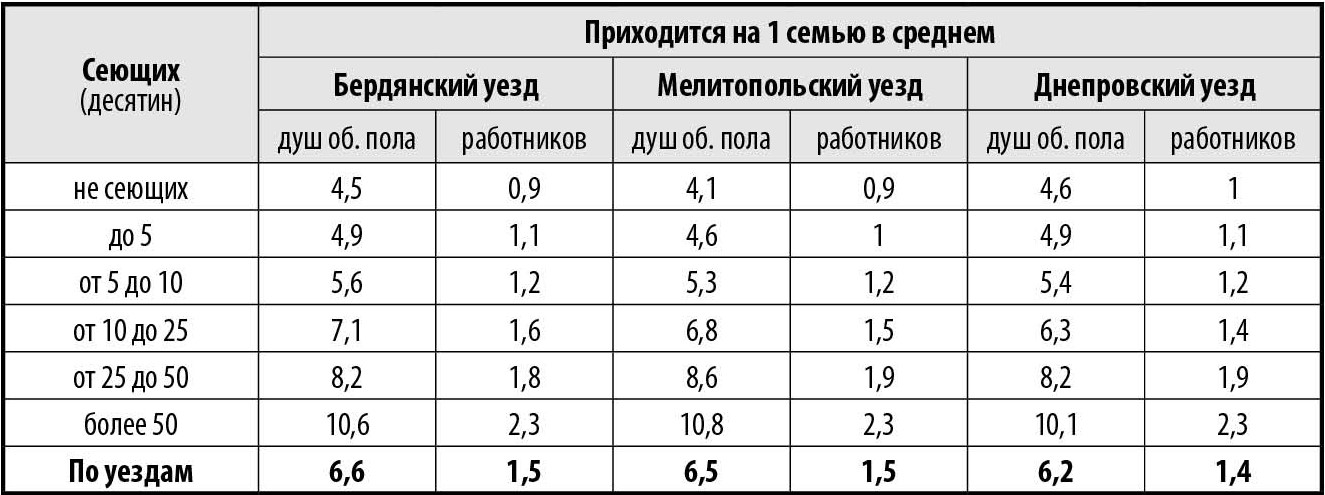 Сеющих
(десятин)
Приходится на 1 семью в среднем
Бердянский уезд Мелитопольский уезд Днепровский уезд
душ об. пола работников душ об. пола работников душ об. пола работников
не сеющих 4,5 0,9 4,1 0,9 4,6 1
до 5 4,9 1,1 4,6 1 4,9 1,1
от 5 до 10 5,6 1,2 5,3 1,2 5,4 1,2
от 10 до 25 7,1 1,6 6,8 1,5 6,3 1,4
от 25 до 50 8,2 1,8 8,6 1,9 8,2 1,9
более 50 10,6 2,3 10,8 2,3 10,1 2,3
По уездам 6,6 1,5 6,5 1,5 6,2 1,4